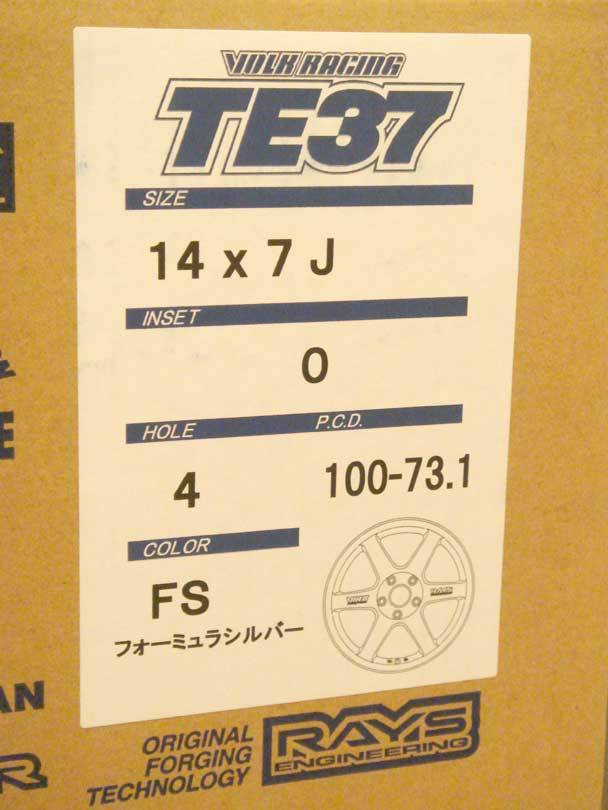 VOLK RACING
TE37
SIZE
14 x 7 J
INSET
0
HOLE P.C.D.
4 100-73.1
COLOR
FS
フォーミュラシルバー
ORIGINAL
FORGING
TECHNOLOGY
RAYS
ENGINEERING
E
AN
R